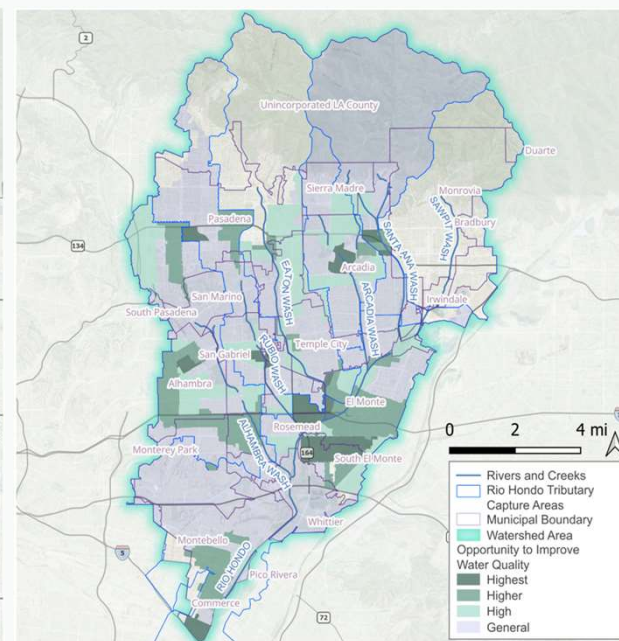 2
Unincorporated LA County
Duarte
Sierra Madre
Monrovia
SAWPIT WASH
Bradbury
Pasadena
SANTA ANA WASH
134
EATON WASH
Arcadia
ARCADIA WASH
San Marino
Irwindale
South Pasadena
RUBIO WASH
Temple City
San Gabriel
Alhambra
El Monte
0 2 4 mi
Rosemead
ALHAMBRA WASH
Monterey Park
164
South El Monte
Whittier
Montebello
5
RIO HONDO
Pico Rivera
Commerce
72
Rivers and Creeks
Rio Hondo Tributary
Capture Areas
Municipal Boundary
Watershed Area
Opportunity to Improve
Water Quality
Highest
Higher
High
General